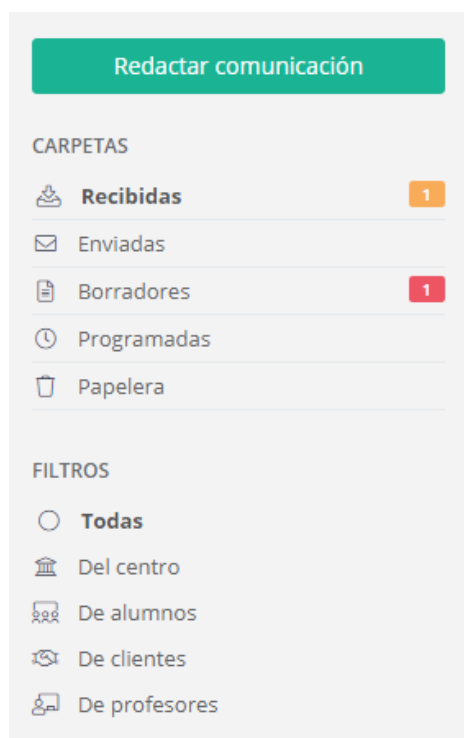 Redactar comunicación
CARPETAS
Recibidas 1
Enviadas
Borradores 1
Programadas
Papelera
FILTROS
Todas
Del centro
De alumnos
De clientes
De profesores